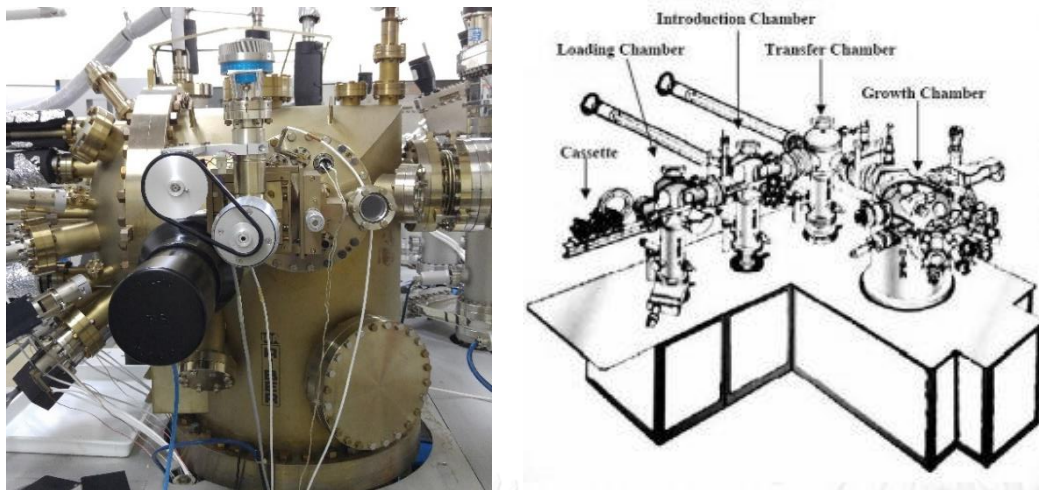 Introduction Chamber
Loading Chamber
Transfer Chamber
Growth Chamber
Cassette